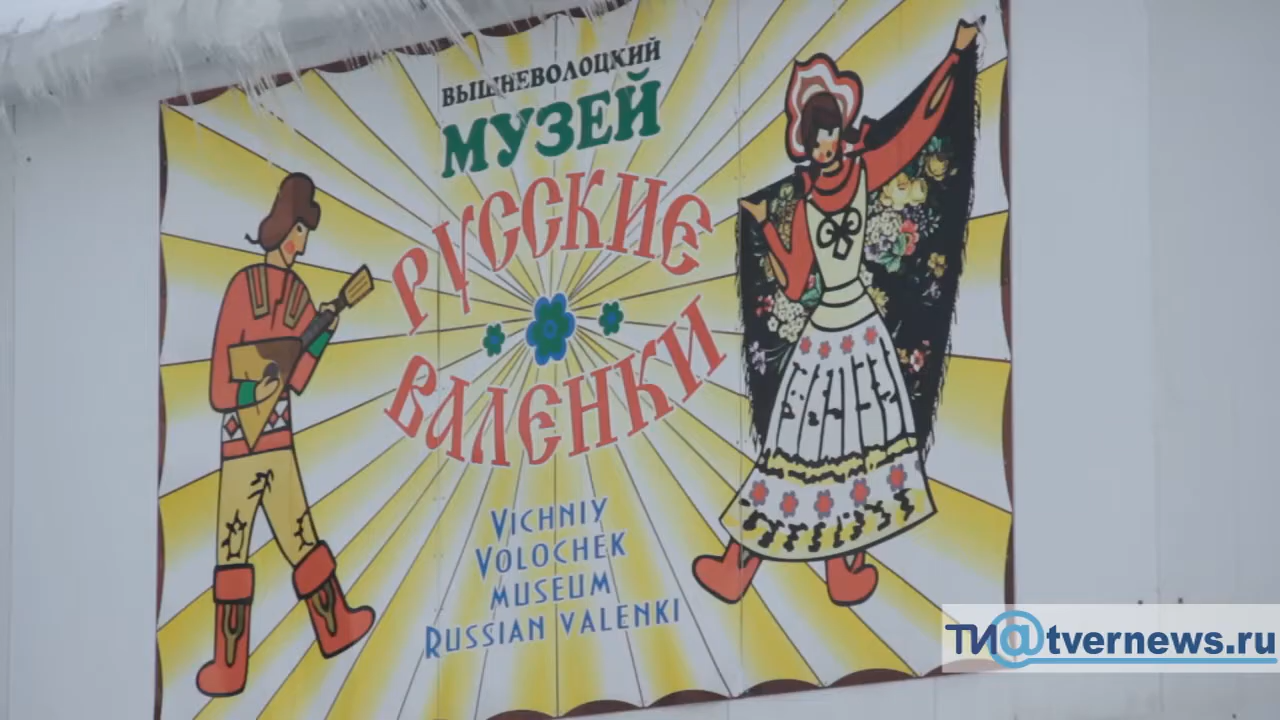 ВЫШНЕВОЛОЦКИЙ
МУЗЕЙ
РУССКИЕ
ВАЛЕНКИ
VICHNIY
VOLOCHEK
MUSEUM
RUSSIAN VALENKI
ТИ@tvernews.ru